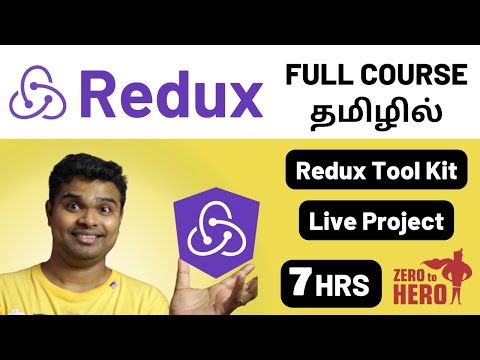 Redux
FULL COURSE
தமிழில்
Redux Tool Kit
Live Project
7 HRS
ZERO to
HERO